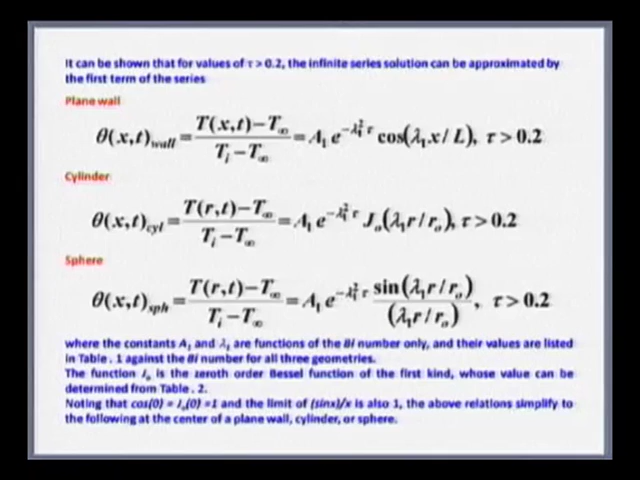 It can be shown that for values of τ > 0.2, the infinite series solution can be approximated by
the first term of the series
Plane wall
θ(x,t)wall = T(x,t)−T∞ / Ti−T∞ = A1 e^−λ1²τ cos(λ1x/L), τ > 0.2
Cylinder
θ(x,t)cyl = T(r,t)−T∞ / Ti−T∞ = A1 e^−λ1²τ Jo(λ1r/ro), τ > 0.2
Sphere
θ(x,t)sph = T(r,t)−T∞ / Ti−T∞ = A1 e^−λ1²τ sin(λ1r/ro) / (λ1r/ro), τ > 0.2
where the constants A1 and λ1 are functions of the Bi number only, and their values are listed
in Table . 1 against the Bi number for all three geometries.
The function Jo is the zeroth order Bessel function of the first kind, whose value can be
determined from Table . 2.
Noting that cos(0) = Jo(0) =1 and the limit of (sinx)/x is also 1, the above relations simplify to
the following at the center of a plane wall, cylinder, or sphere.